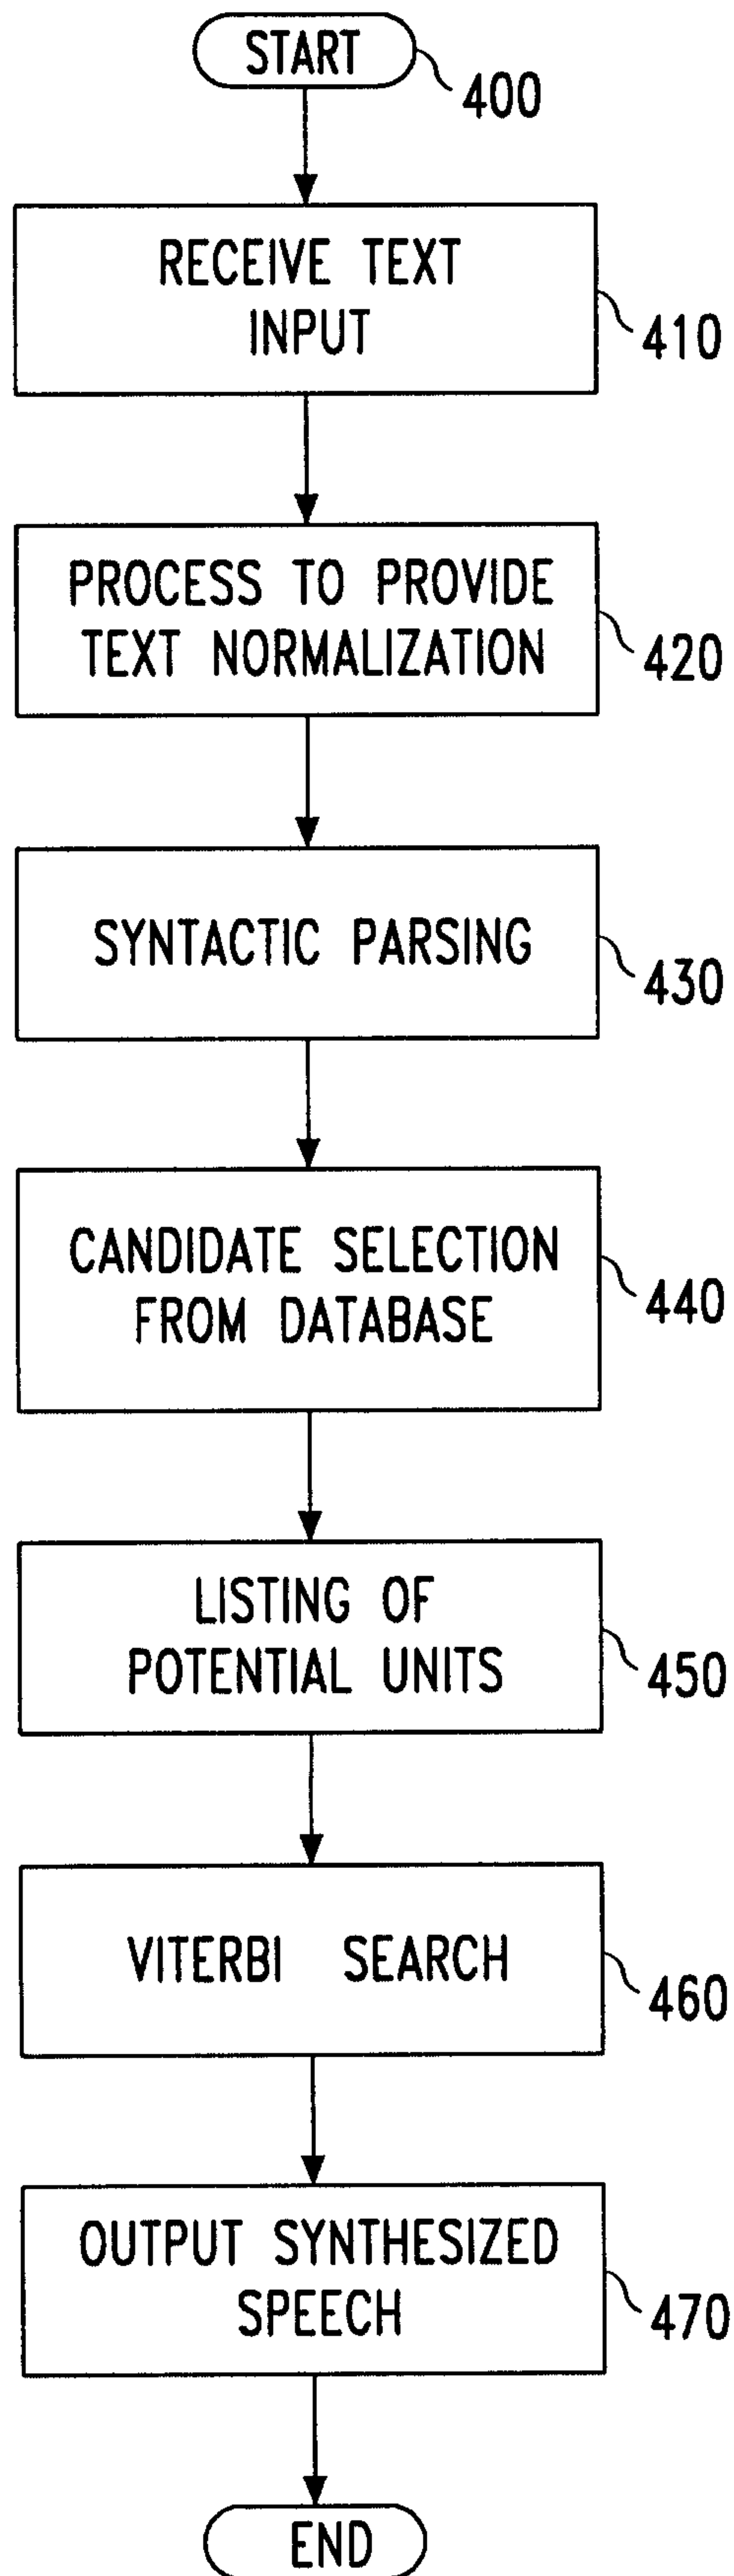 START
400
RECEIVE TEXT
INPUT
410
PROCESS TO PROVIDE
TEXT NORMALIZATION
420
SYNTACTIC PARSING
430
CANDIDATE SELECTION
FROM DATABASE
440
LISTING OF
POTENTIAL UNITS
450
VITERBI SEARCH
460
OUTPUT SYNTHESIZED
SPEECH
470
END